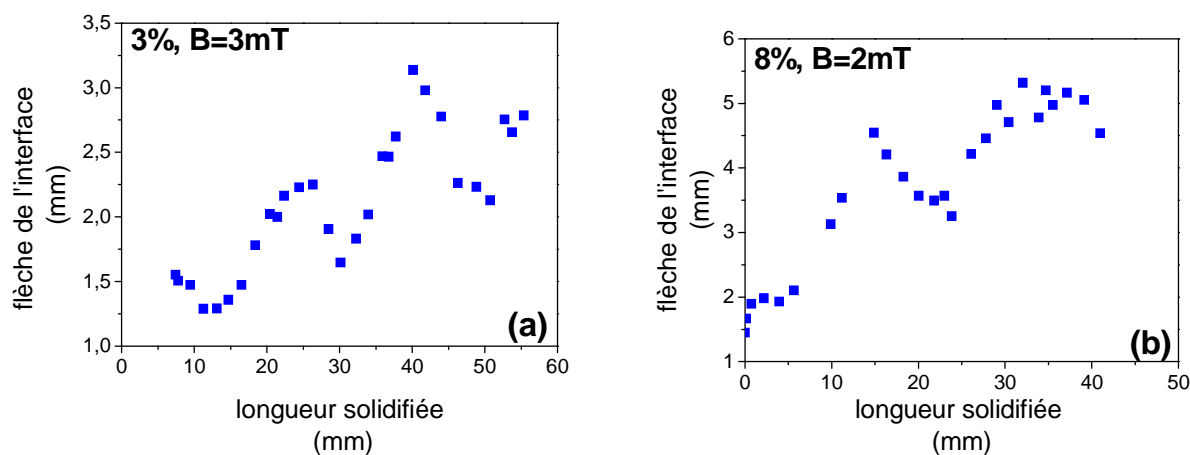 3,5
3%, B=3mT
3,0
2,5
2,0
1,5
1,0
0 10 20 30 40 50 60
flèche de l'interface
(mm)
longueur solidifiée
(mm)
(a)
6
8%, B=2mT
5
4
3
2
1
0 10 20 30 40 50
flèche de l'interface
(mm)
longueur solidifiée
(mm)
(b)